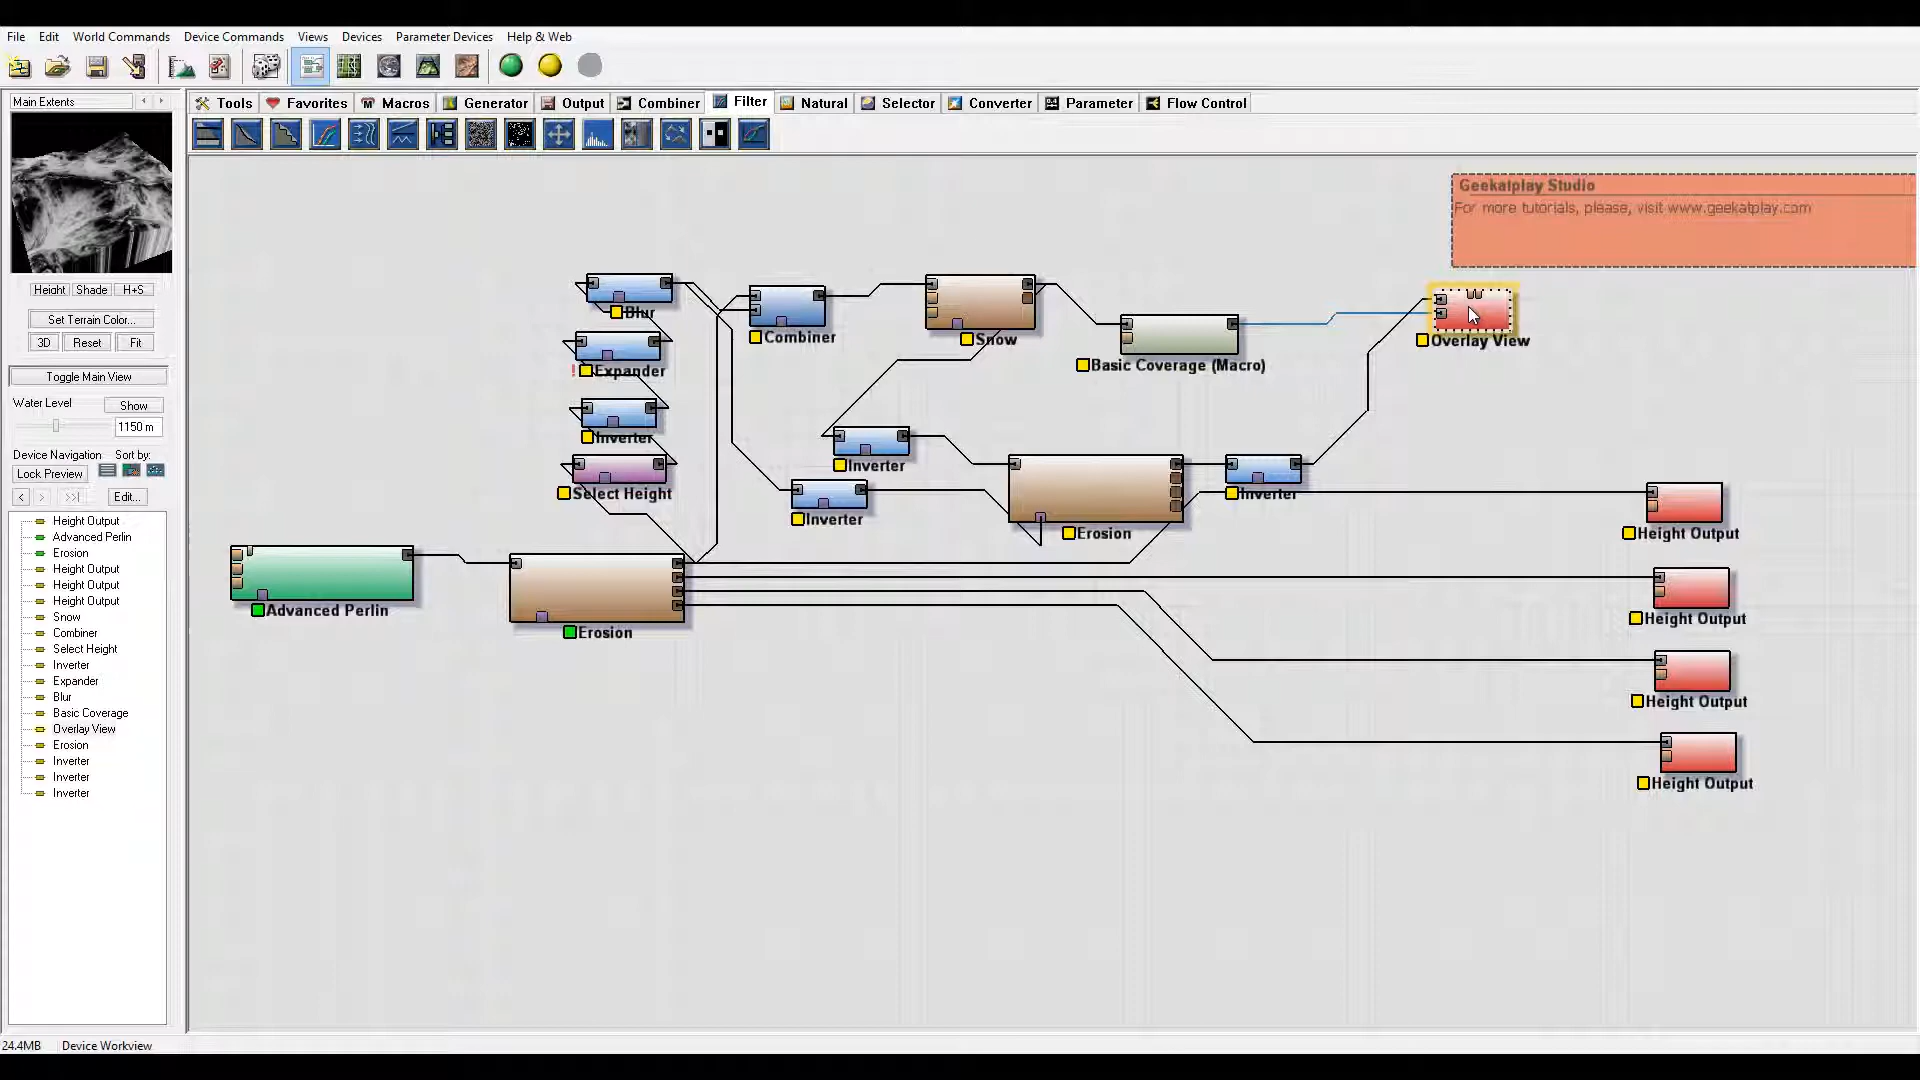 File Edit World Commands Device Commands Views Devices Parameter Devices Help & Web
Main Extents
Tools Favorites Macros Generator Output Combiner Filter Natural Selector Converter Parameter Flow Control
Geekatplay Studio
For more tutorials, please, visit www.geekatplay.com
Height Shade H+S
Set Terrain Color...
3D Reset Fit
Toggle Main View
Water Level Show
1150 m
Device Navigation Sort by:
Lock Preview
< > >>| Edit...
Height Output
Advanced Perlin
Erosion
Height Output
Height Output
Height Output
Snow
Combiner
Select Height
Inverter
Expander
Blur
Basic Coverage
Overlay View
Erosion
Inverter
Inverter
Inverter
Blur
Combiner
Snow
Basic Coverage (Macro)
Overlay View
! Expander
Inverter
Inverter
Select Height
Inverter
Inverter
Erosion
Height Output
Advanced Perlin
Erosion
Height Output
Height Output
Height Output
24.4MB Device Workview